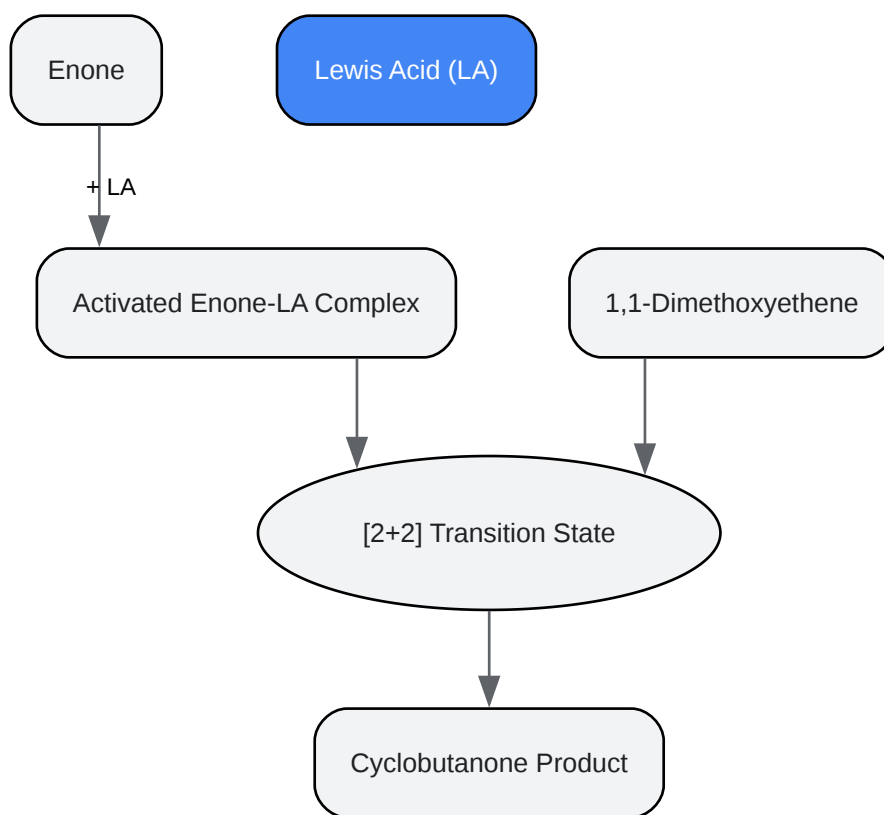 Enone
Lewis Acid (LA)
+ LA
Activated Enone-LA Complex
1,1-Dimethoxyethene
[2+2] Transition State
Cyclobutanone Product